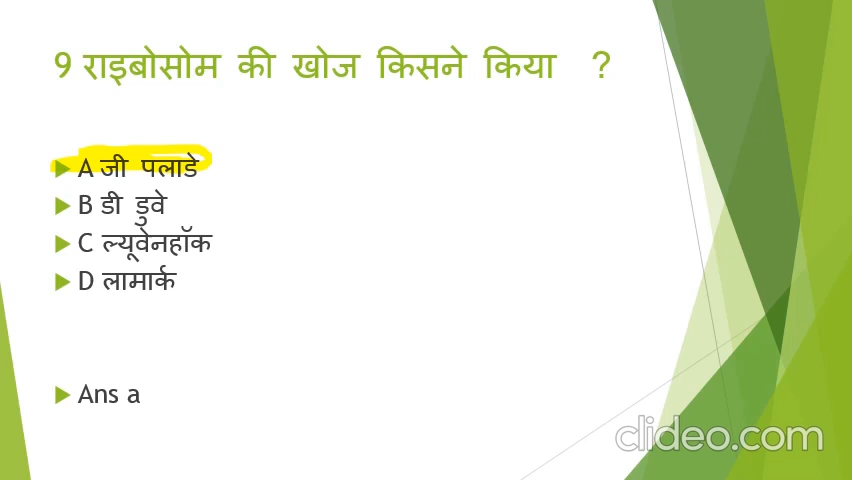 9 राइबोसोम की खोज किसने किया ?
A जी पलाडे
B डी डुवे
C ल्यूवेनहॉक
D लामार्क
Ans a
clideo.com